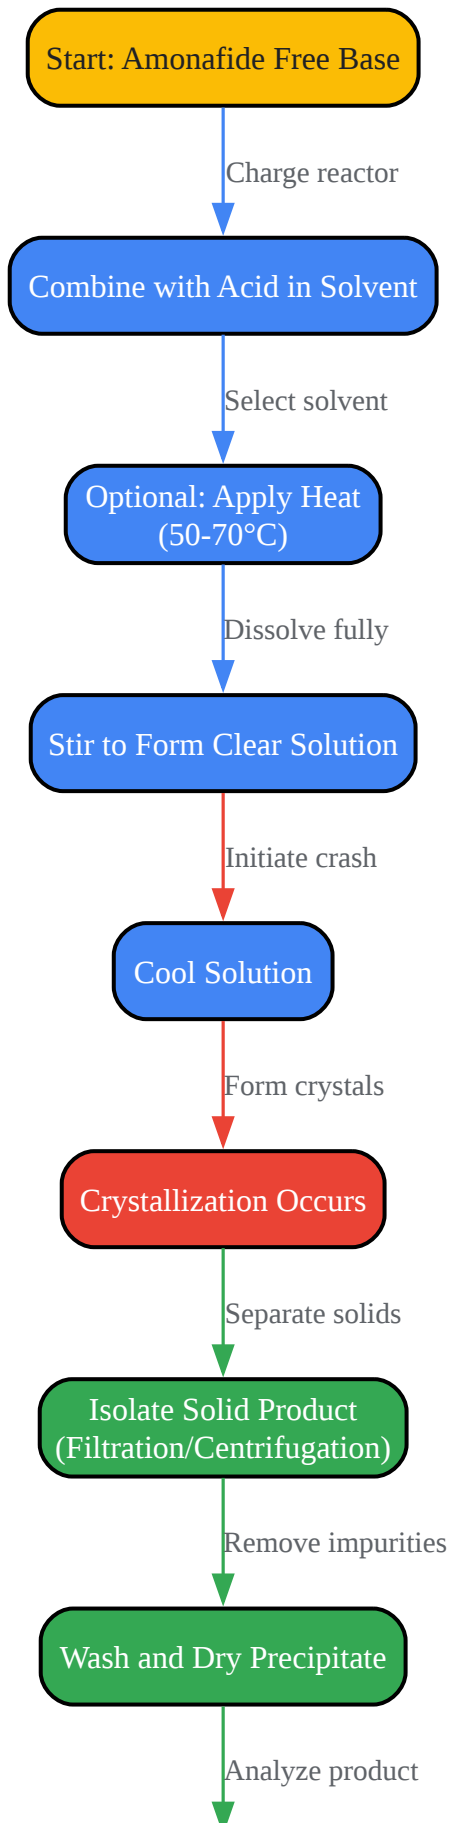 Start: Amonafide Free Base
Charge reactor
Combine with Acid in Solvent
Select solvent
Optional: Apply Heat
(50-70°C)
Dissolve fully
Stir to Form Clear Solution
Initiate crash
Cool Solution
Form crystals
Crystallization Occurs
Separate solids
Isolate Solid Product
(Filtration/Centrifugation)
Remove impurities
Wash and Dry Precipitate
Analyze product